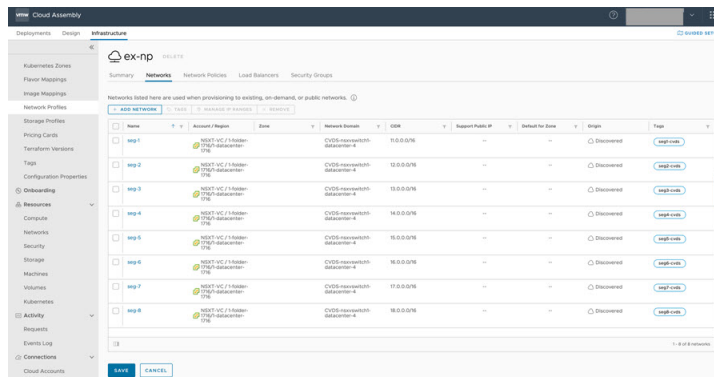 vmw Cloud Assembly
Deployments Design Infrastructure GUIDED SET
Kubernetes Zones
Flavor Mappings
Image Mappings
Network Profiles
Storage Profiles
Pricing Cards
Terraform Versions
Tags
Configuration Properties
Onboarding
Resources
Compute
Networks
Security
Storage
Machines
Volumes
Kubernetes
Activity
Requests
Events Log
Connections
Cloud Accounts
ex-np DELETE
Summary Networks Network Policies Load Balancers Security Groups
Networks listed here are used when provisioning to existing, on-demand, or public networks.
+ ADD NETWORK TAGS MANAGE IP RANGES REMOVE
Name Account / Region Zone Network Domain CIDR Support Public IP Default for Zone Origin Tags
seg-1 NSXT-VC / 1-folder- CVDS-nsxvswitch1- 11.0.0.0/16 -- -- Discovered seg1-cvds
1716/1-datacenter- datacenter-4
1716
seg-2 NSXT-VC / 1-folder- CVDS-nsxvswitch1- 12.0.0.0/16 -- -- Discovered seg2-cvds
1716/1-datacenter- datacenter-4
1716
seg-3 NSXT-VC / 1-folder- CVDS-nsxvswitch1- 13.0.0.0/16 -- -- Discovered seg3-cvds
1716/1-datacenter- datacenter-4
1716
seg-4 NSXT-VC / 1-folder- CVDS-nsxvswitch1- 14.0.0.0/16 -- -- Discovered seg4-cvds
1716/1-datacenter- datacenter-4
1716
seg-5 NSXT-VC / 1-folder- CVDS-nsxvswitch1- 15.0.0.0/16 -- -- Discovered seg5-cvds
1716/1-datacenter- datacenter-4
1716
seg-6 NSXT-VC / 1-folder- CVDS-nsxvswitch1- 16.0.0.0/16 -- -- Discovered seg6-cvds
1716/1-datacenter- datacenter-4
1716
seg-7 NSXT-VC / 1-folder- CVDS-nsxvswitch1- 17.0.0.0/16 -- -- Discovered seg7-cvds
1716/1-datacenter- datacenter-4
1716
seg-8 NSXT-VC / 1-folder- CVDS-nsxvswitch1- 18.0.0.0/16 -- -- Discovered seg8-cvds
1716/1-datacenter- datacenter-4
1716
1 - 8 of 8 networks
SAVE CANCEL